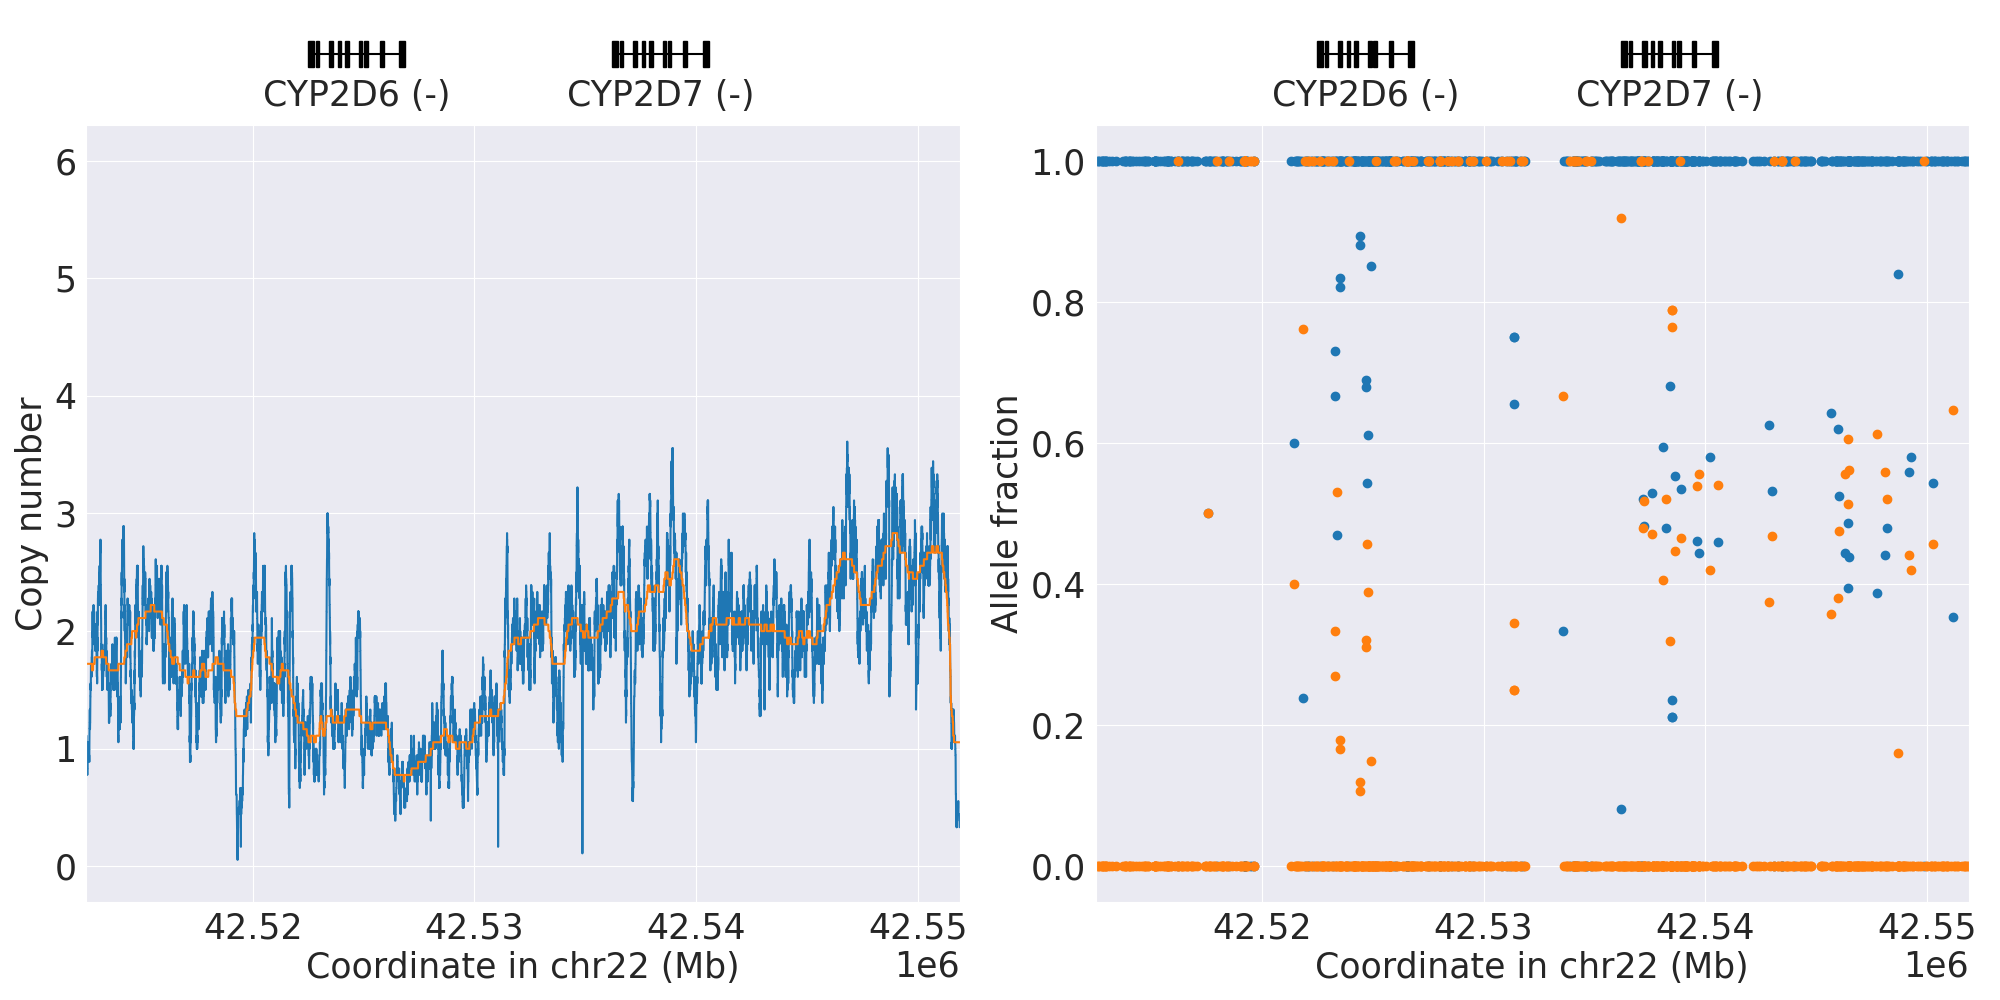 CYP2D6 (-) CYP2D7 (-)
6
5
4
3
2
1
0
Copy number
42.52 42.53 42.54 42.55
Coordinate in chr22 (Mb) 1e6
CYP2D6 (-) CYP2D7 (-)
1.0
0.8
0.6
0.4
0.2
0.0
Allele fraction
42.52 42.53 42.54 42.55
Coordinate in chr22 (Mb) 1e6